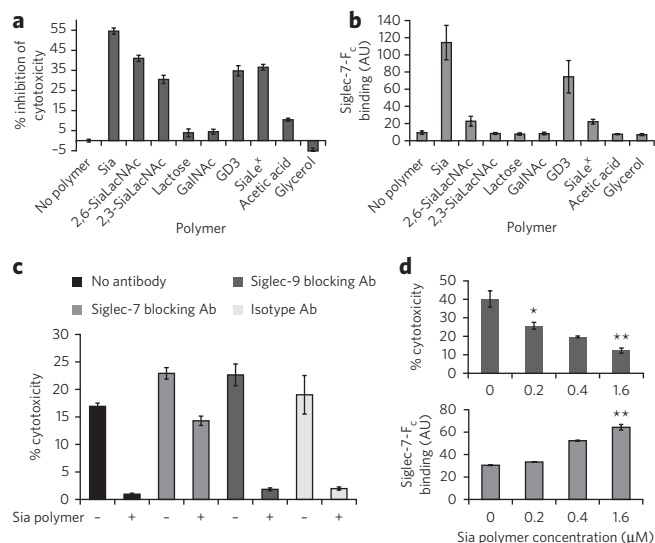 a
% inhibition of
cytotoxicity
55
45
35
25
15
5
–5
No polymer
Sia
2,6-SiaLacNAc
2,3-SiaLacNAc
Lactose
GalNAc
GD3
SiaLeˣ
Acetic acid
Glycerol
Polymer
b
Siglec-7-Fc
binding (AU)
140
120
100
80
60
40
20
0
No polymer
Sia
2,6-SiaLacNAc
2,3-SiaLacNAc
Lactose
GalNAc
GD3
SiaLeˣ
Acetic acid
Glycerol
Polymer
c
No antibody
Siglec-9 blocking Ab
Siglec-7 blocking Ab
Isotype Ab
% cytotoxicity
30
25
20
15
10
5
0
Sia polymer – + – + – + – +
d
% cytotoxicity
50
40
30
20
10
0
* **
0 0.2 0.4 1.6
Siglec-7-Fc
binding (AU)
80
60
40
20
0
**
0 0.2 0.4 1.6
Sia polymer concentration (μM)